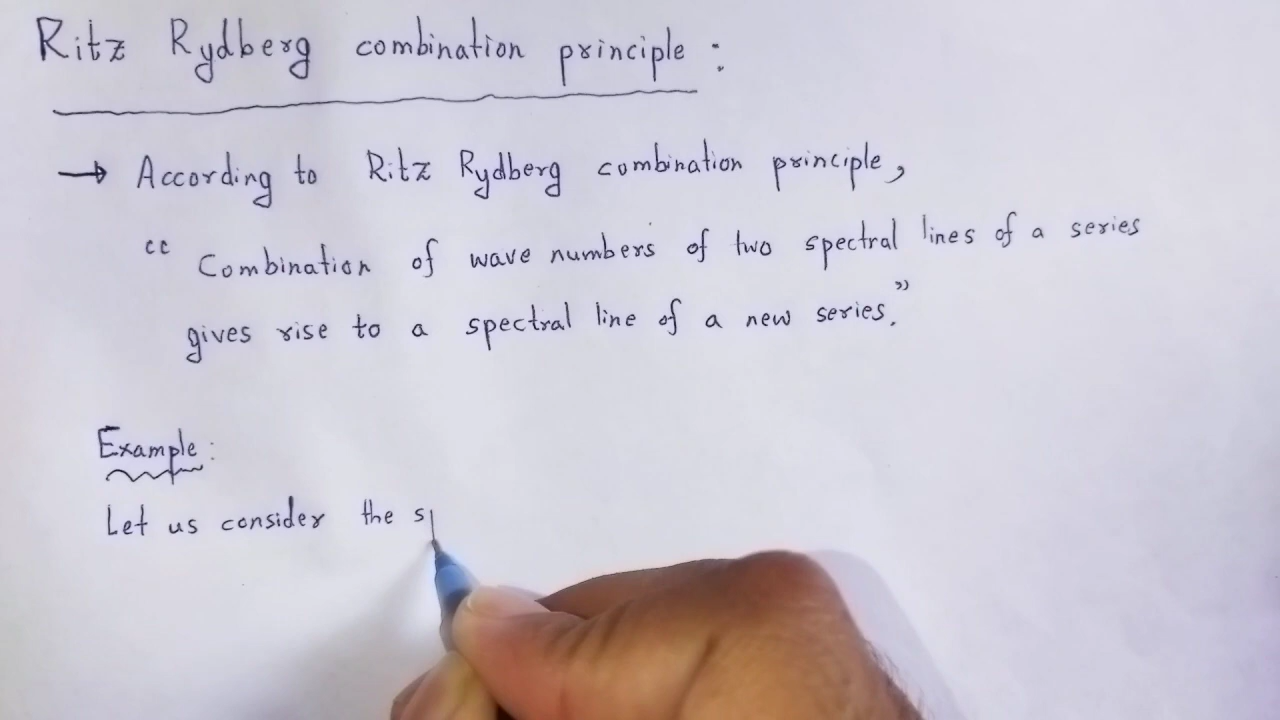 Ritz Rydberg combination principle :
→ According to Ritz Rydberg combination principle,
“ Combination of wave numbers of two spectral lines of a series
gives rise to a spectral line of a new series.”
Example :
Let us consider the s